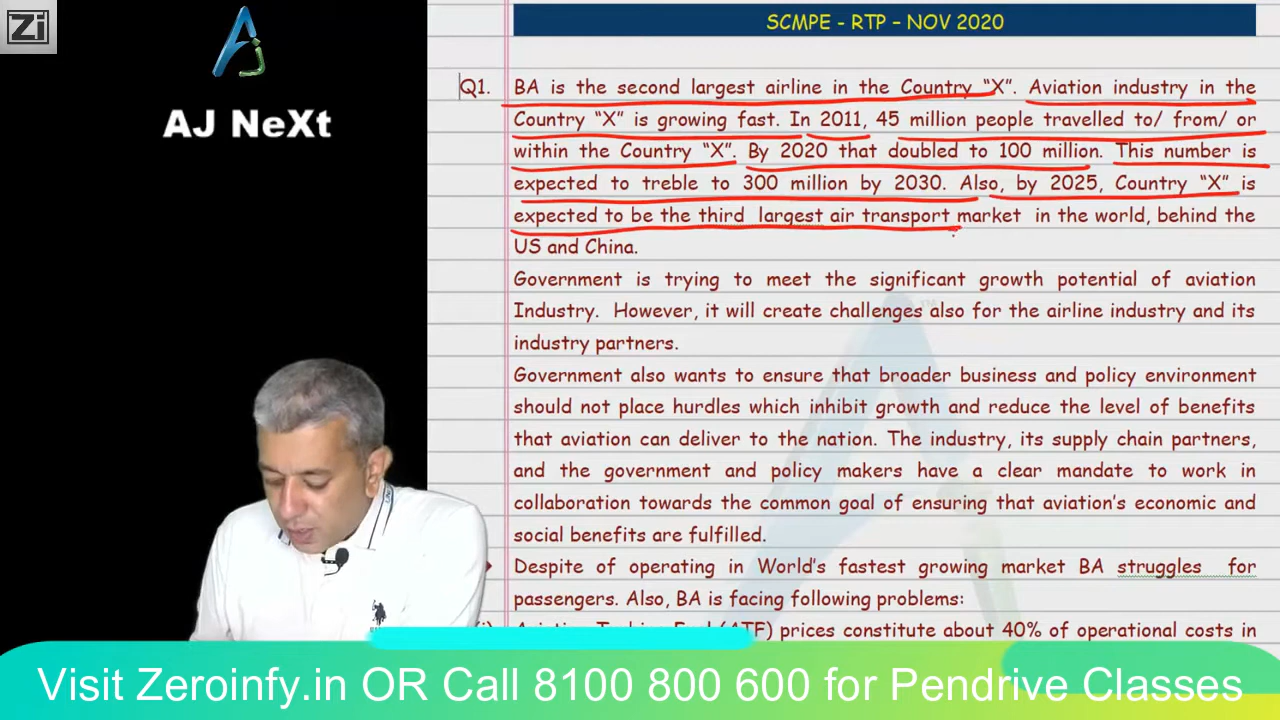 Zi
AJ NeXt
SCMPE - RTP – NOV 2020
Q1. BA is the second largest airline in the Country “X”. Aviation industry in the
Country “X” is growing fast. In 2011, 45 million people travelled to/ from/ or
within the Country “X”. By 2020 that doubled to 100 million. This number is
expected to treble to 300 million by 2030. Also, by 2025, Country “X” is
expected to be the third largest air transport market in the world, behind the
US and China.
Government is trying to meet the significant growth potential of aviation
Industry. However, it will create challenges also for the airline industry and its
industry partners.
Government also wants to ensure that broader business and policy environment
should not place hurdles which inhibit growth and reduce the level of benefits
that aviation can deliver to the nation. The industry, its supply chain partners,
and the government and policy makers have a clear mandate to work in
collaboration towards the common goal of ensuring that aviation’s economic and
social benefits are fulfilled.
Despite of operating in World’s fastest growing market BA struggles for
passengers. Also, BA is facing following problems:
prices constitute about 40% of operational costs in
Visit Zeroinfy.in OR Call 8100 800 600 for Pendrive Classes